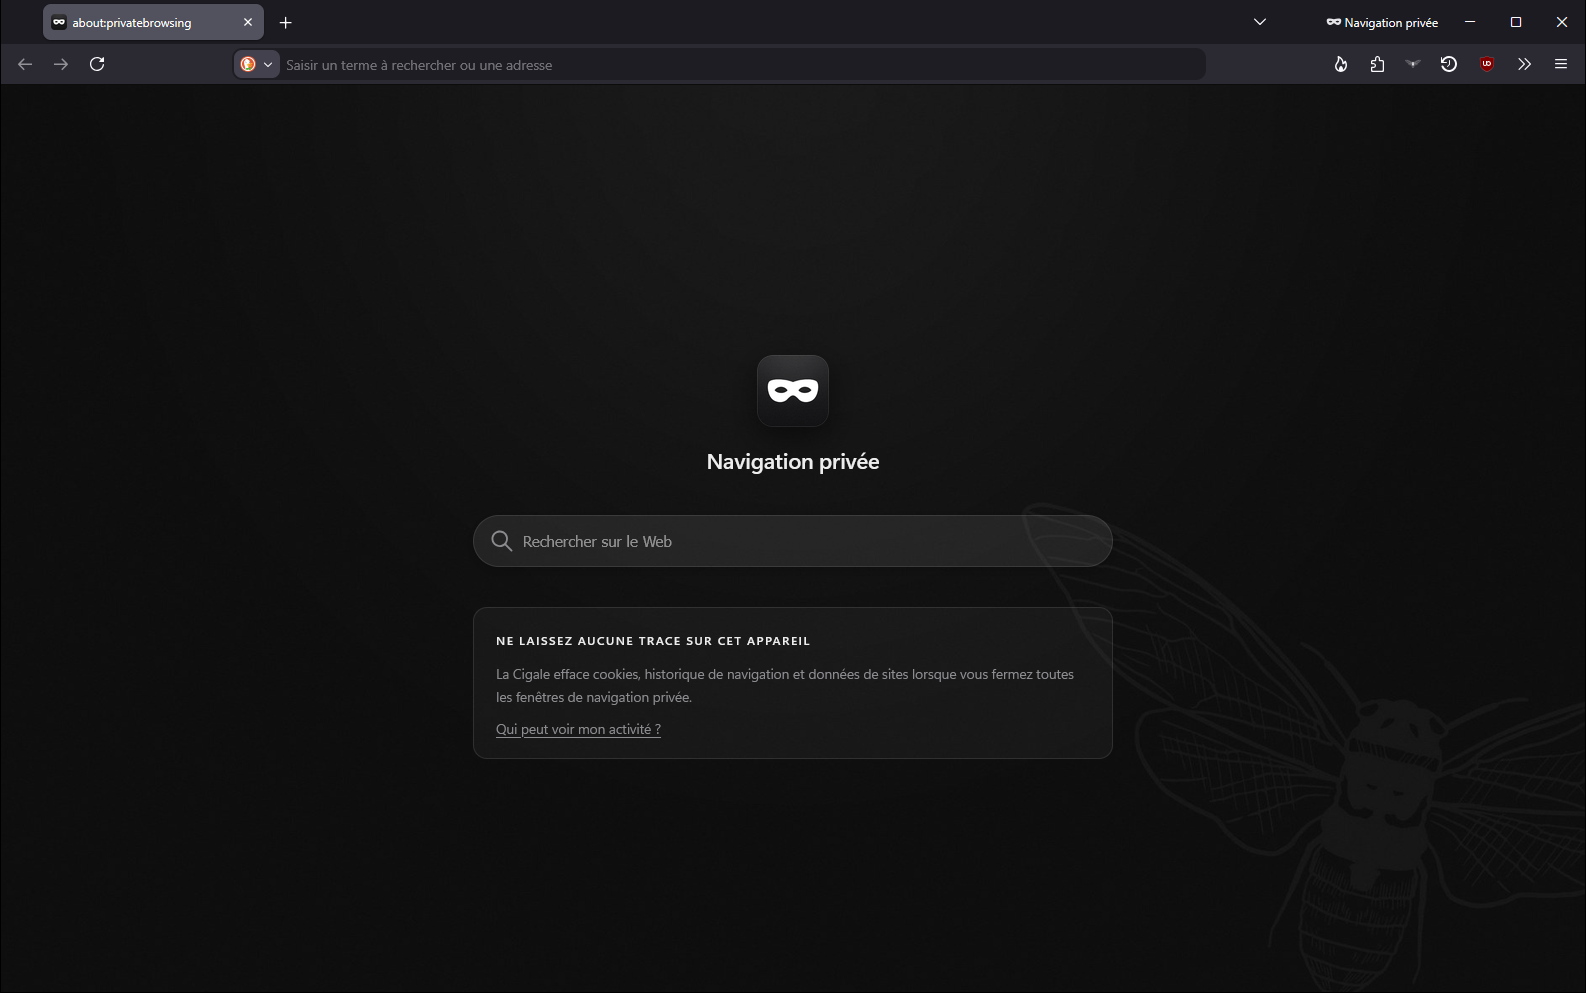 about:privatebrowsing
Navigation privée
Saisir un terme à rechercher ou une adresse
Navigation privée
Rechercher sur le Web
NE LAISSEZ AUCUNE TRACE SUR CET APPAREIL
La Cigale efface cookies, historique de navigation et données de sites lorsque vous fermez toutes
les fenêtres de navigation privée.
Qui peut voir mon activité ?